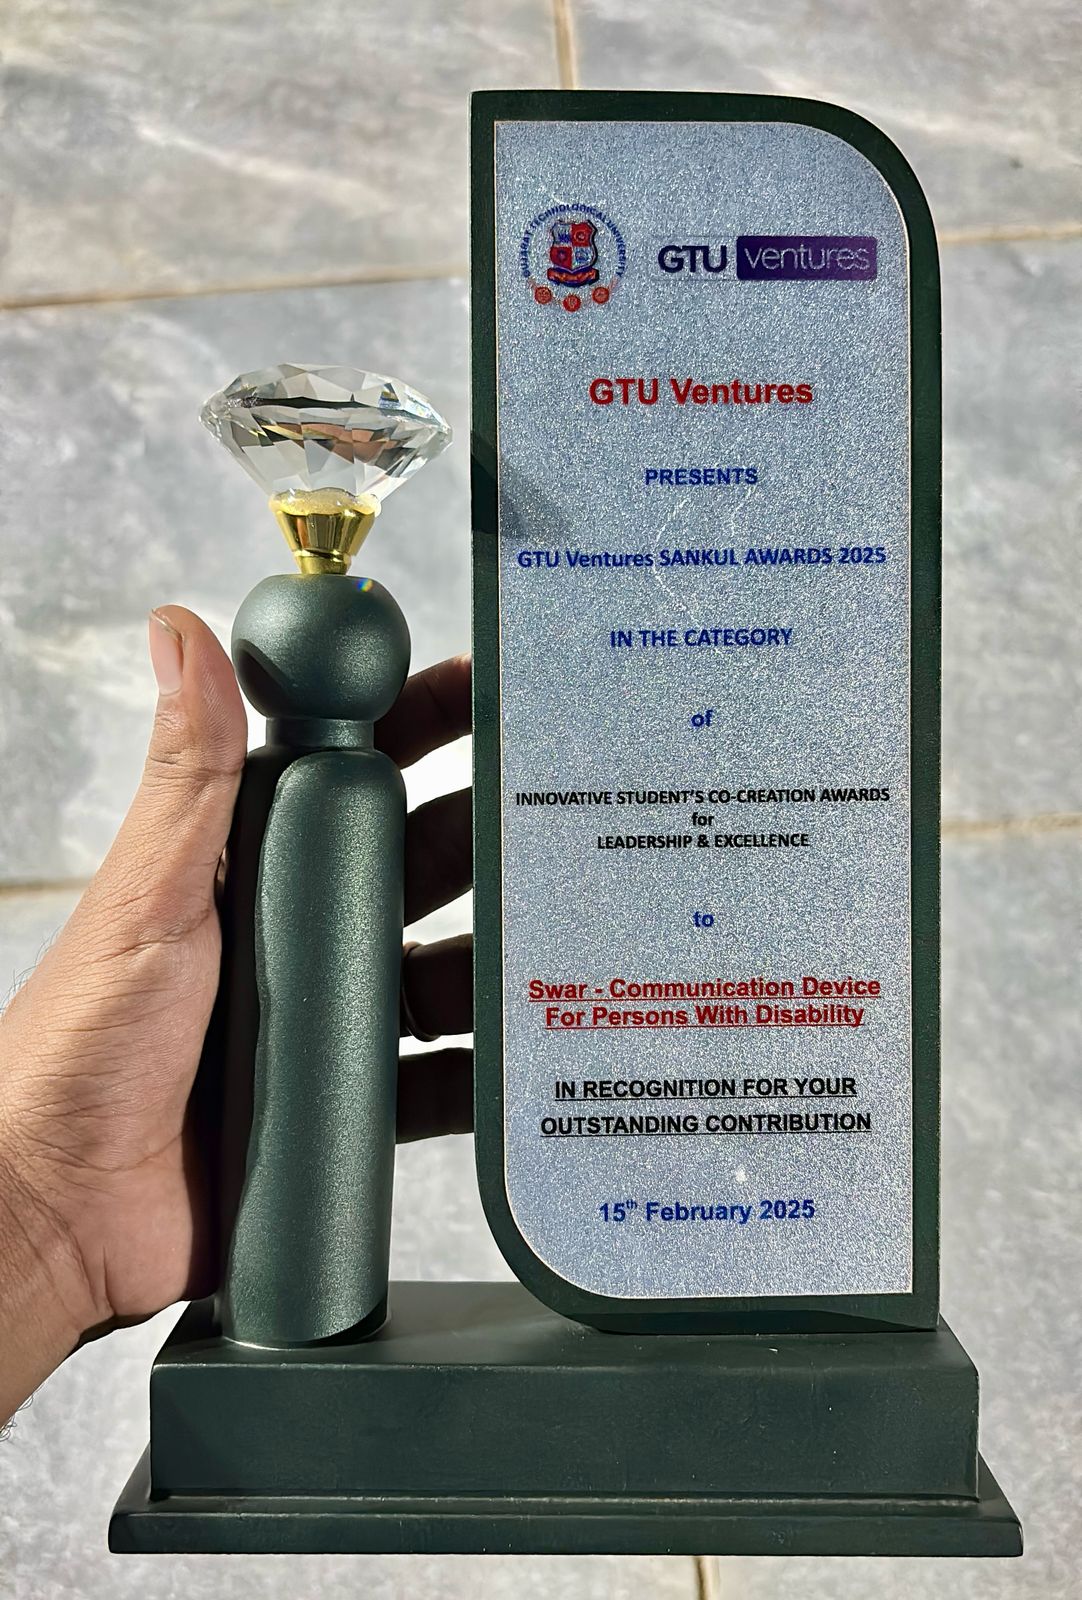 GUJARAT TECHNOLOGICAL UNIVERSITY
GTU ventures
GTU Ventures
PRESENTS
GTU Ventures SANKUL AWARDS 2025
IN THE CATEGORY
of
INNOVATIVE STUDENT'S CO-CREATION AWARDS
for
LEADERSHIP & EXCELLENCE
to
Swar - Communication Device
For Persons With Disability
IN RECOGNITION FOR YOUR
OUTSTANDING CONTRIBUTION
15th February 2025